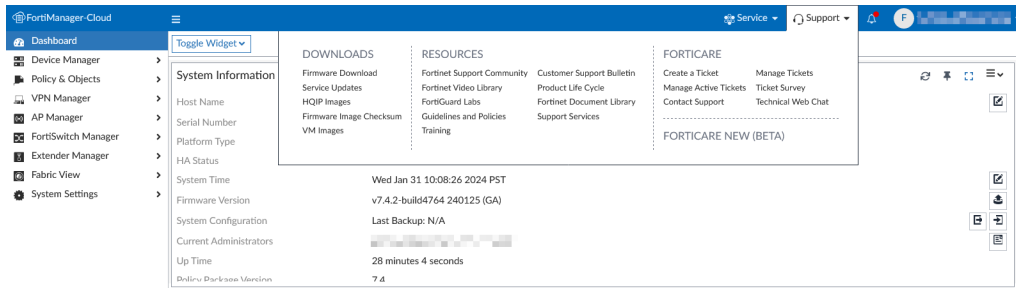 FortiManager-Cloud
Service
Support
F
Dashboard
Device Manager
Policy & Objects
VPN Manager
AP Manager
FortiSwitch Manager
Extender Manager
Fabric View
System Settings
Toggle Widget
DOWNLOADS
Firmware Download
Service Updates
HQIP Images
Firmware Image Checksum
VM Images
RESOURCES
Fortinet Support Community
Customer Support Bulletin
Fortinet Video Library
Product Life Cycle
FortiGuard Labs
Fortinet Document Library
Guidelines and Policies
Support Services
Training
FORTICARE
Create a Ticket
Manage Tickets
Manage Active Tickets
Ticket Survey
Contact Support
Technical Web Chat
FORTICARE NEW (BETA)
System Information
Host Name
Serial Number
Platform Type
HA Status
System Time Wed Jan 31 10:08:26 2024 PST
Firmware Version v7.4.2-build4764 240125 (GA)
System Configuration Last Backup: N/A
Current Administrators
Up Time 28 minutes 4 seconds
Policy Package Version 7.4